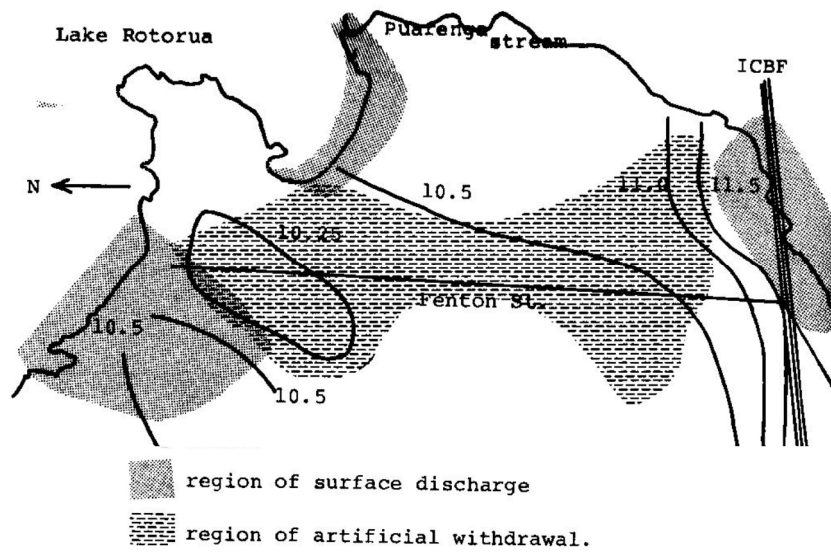 Lake Rotorua
Puarenga
stream
ICBF
N
10.5
11.0
11.5
10.25
Fenton St.
10.5
10.5
region of surface discharge
region of artificial withdrawal.